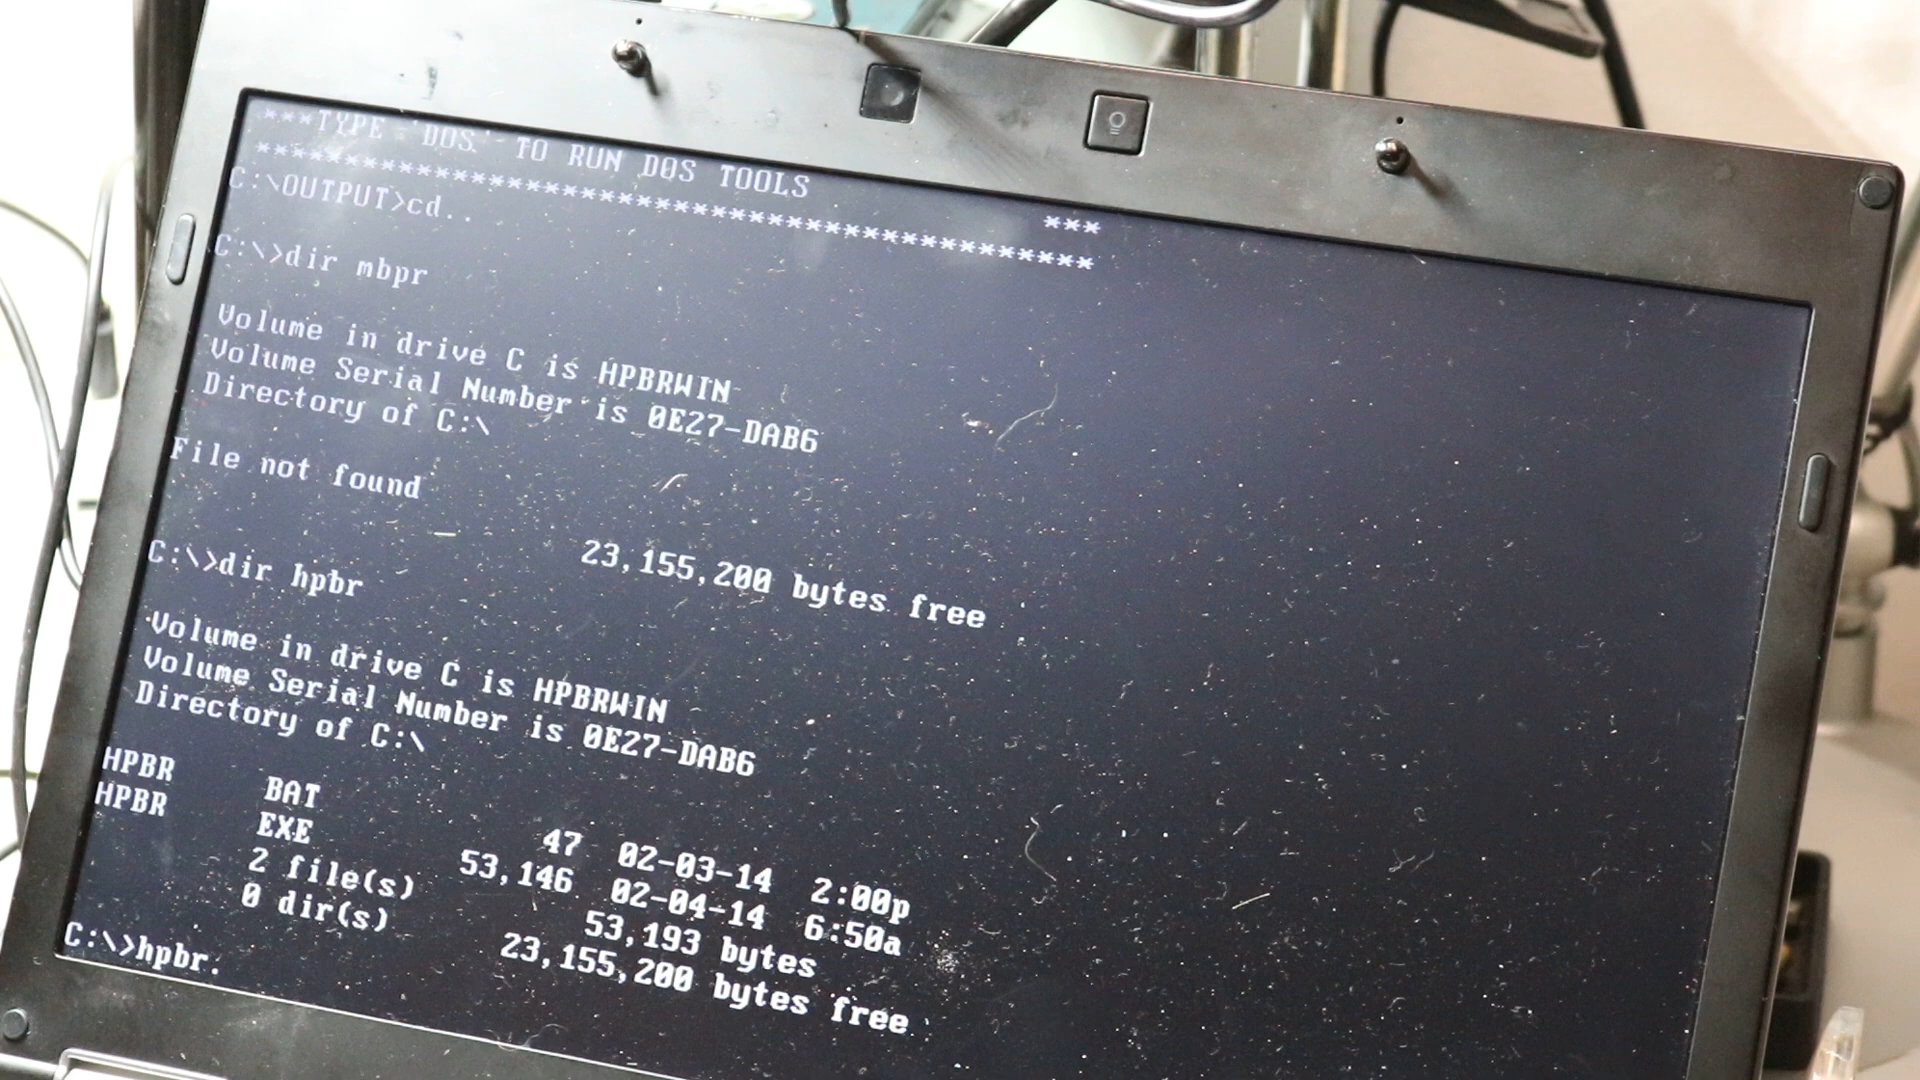 ***TYPE 'DOS' TO RUN DOS TOOLS ***
****************************************************
C:\OUTPUT>cd..
C:\>dir mbpr
Volume in drive C is HPBRWIN
Volume Serial Number is 0E27-DAB6
Directory of C:\
File not found
23,155,200 bytes free
C:\>dir hpbr
Volume in drive C is HPBRWIN
Volume Serial Number is 0E27-DAB6
Directory of C:\
HPBR BAT 47 02-03-14 2:00p
HPBR EXE 53,146 02-04-14 6:50a
2 file(s) 53,193 bytes
0 dir(s) 23,155,200 bytes free
C:\>hpbr.